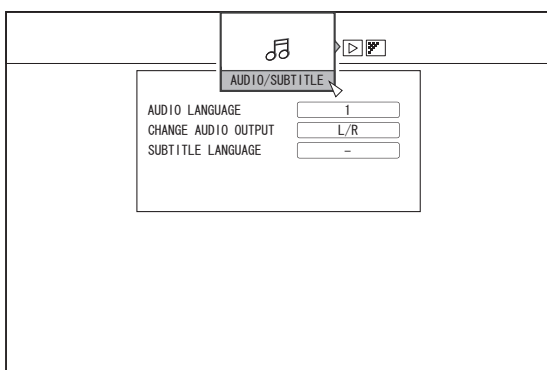 AUDIO/SUBTITLE
AUDIO LANGUAGE 1
CHANGE AUDIO OUTPUT L/R
SUBTITLE LANGUAGE –